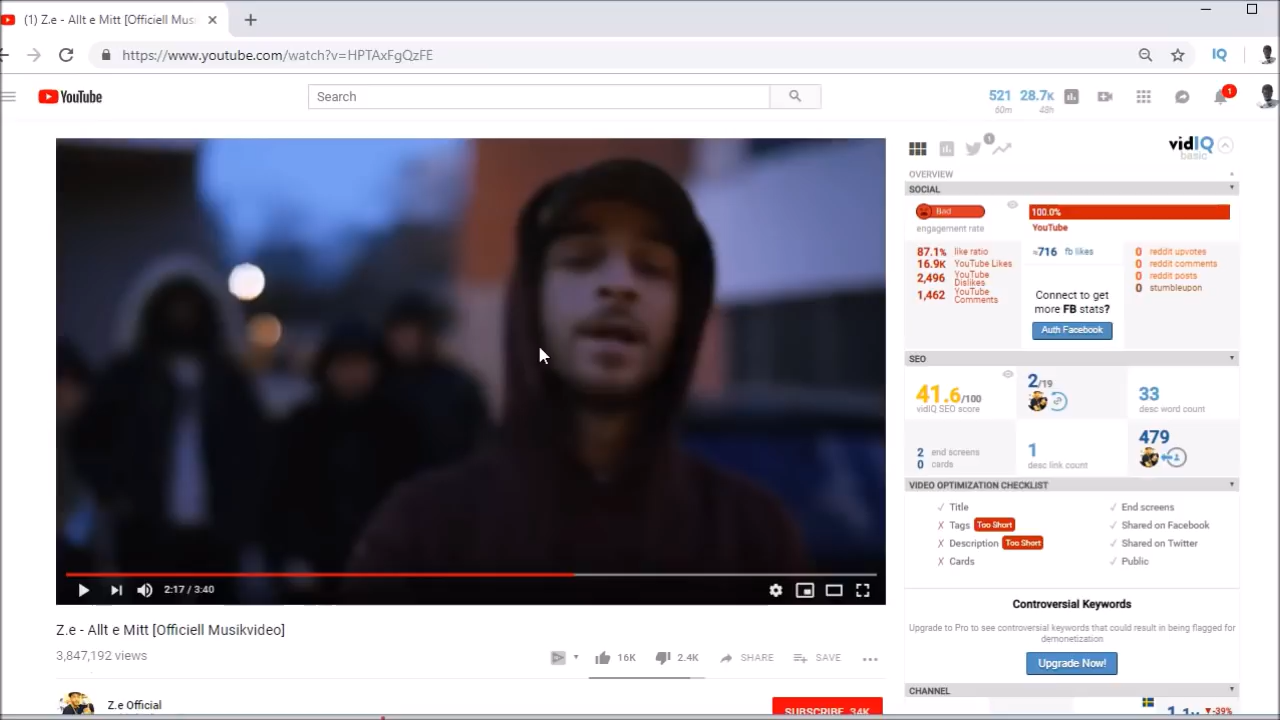 (1) Z.e - Allt e Mitt [Officiell Mus
https://www.youtube.com/watch?v=HPTAxFgQzFE
IQ
YouTube
Search
521 28.7K
60m 48h
1
1
vidIQ
basic
OVERVIEW
SOCIAL
Bad
engagement rate
100.0%
YouTube
87.1% like ratio
16.9K YouTube Likes
2,496 YouTube Dislikes
1,462 YouTube Comments
≈716 fb likes
Connect to get
more FB stats?
Auth Facebook
0 reddit upvotes
0 reddit comments
0 reddit posts
0 stumbleupon
SEO
41.6/100
vidIQ SEO score
2/19
33
desc word count
2 end screens
0 cards
1
desc link count
479
VIDEO OPTIMIZATION CHECKLIST
Title
Tags Too Short
Description Too Short
Cards
End screens
Shared on Facebook
Shared on Twitter
Public
Controversial Keywords
Upgrade to Pro to see controversial keywords that could result in being flagged for
demonetization
Upgrade Now!
CHANNEL
-39%
2:17 / 3:40
Z.e - Allt e Mitt [Officiell Musikvideo]
3,847,192 views
16K 2.4K SHARE SAVE
Z.e Official
SUBSCRIBE 34K